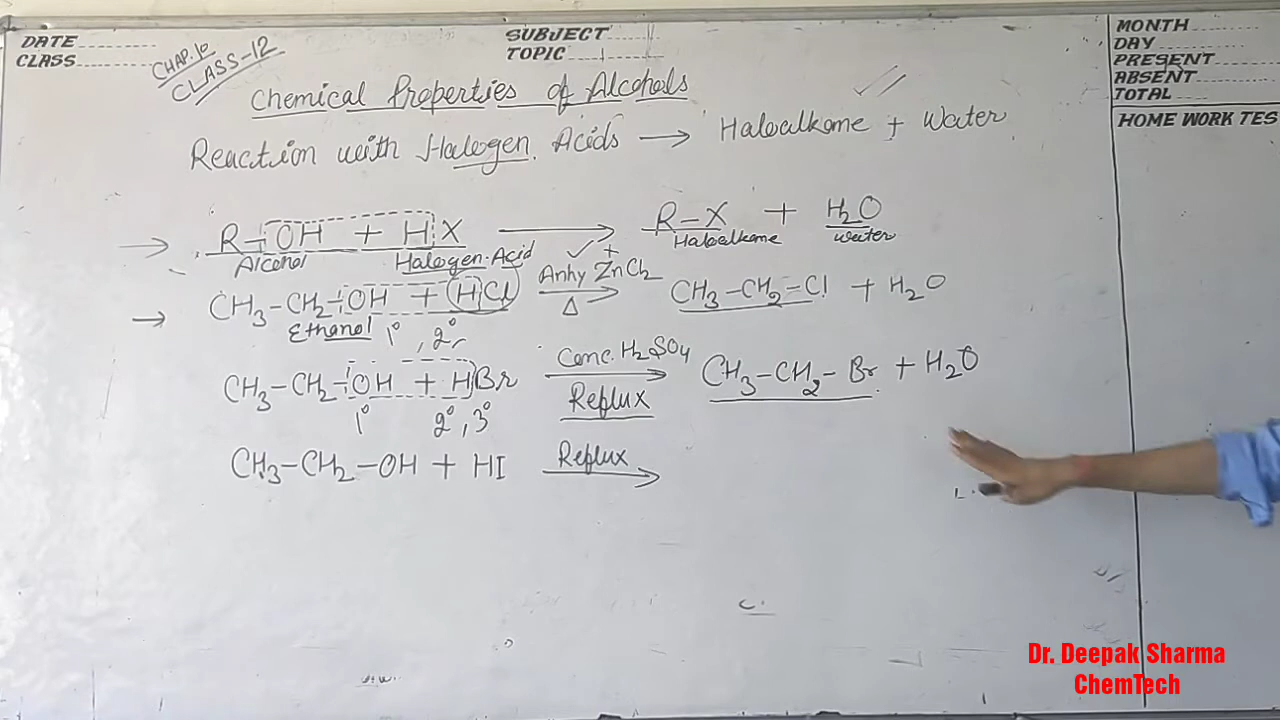 DATE
CLASS
CHAP. 10
CLASS-12
SUBJECT
TOPIC
MONTH
DAY
PRESENT
ABSENT
TOTAL
HOME WORK TES
Chemical Properties of Alcohols
Reaction with Halogen Acids → Haloalkane + Water
→ R-OH + HX → R-X + H₂O
Alcohol Halogen Acid Haloalkane Water
→ CH₃-CH₂-OH + HCl Anhy ZnCl₂ Δ → CH₃-CH₂-Cl + H₂O
Ethanol 1°, 2°,
CH₃-CH₂-OH + HBr Conc. H₂SO₄ Reflux → CH₃-CH₂-Br + H₂O
1° 2°, 3°
CH₃-CH₂-OH + HI Reflux →
Dr. Deepak Sharma
ChemTech